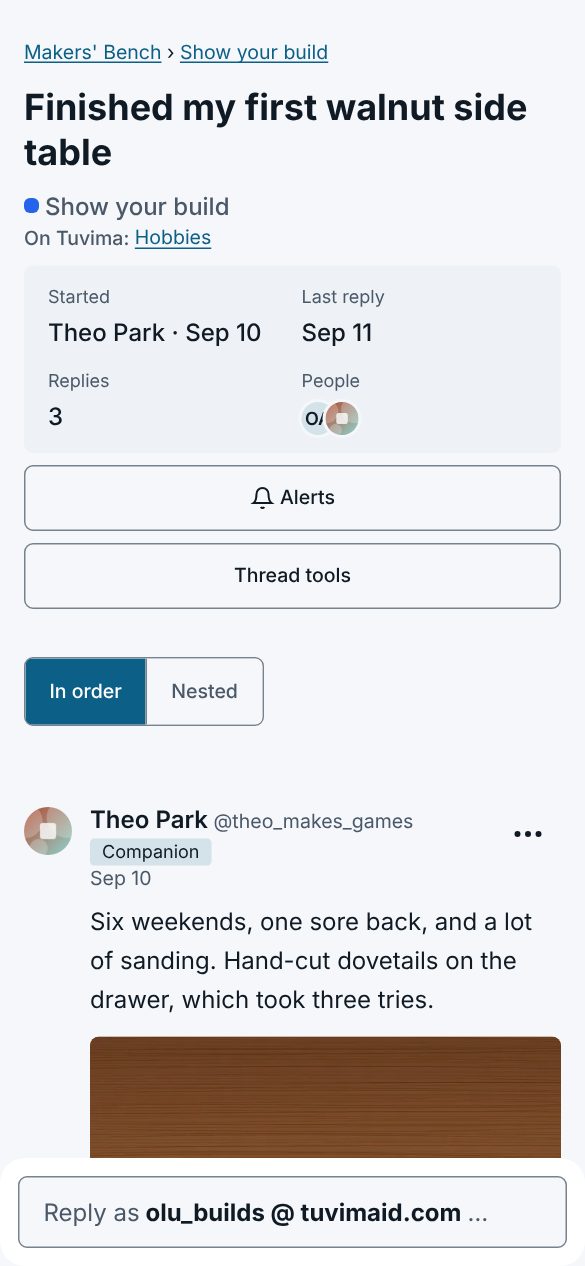 Makers' Bench › Show your build
Finished my first walnut side
table
Show your build
On Tuvima: Hobbies
Started
Theo Park · Sep 10
Last reply
Sep 11
Replies
3
People
Alerts
Thread tools
In order
Nested
Theo Park @theo_makes_games
Companion
Sep 10
Six weekends, one sore back, and a lot
of sanding. Hand-cut dovetails on the
drawer, which took three tries.
Reply as olu_builds @ tuvimaid.com ...